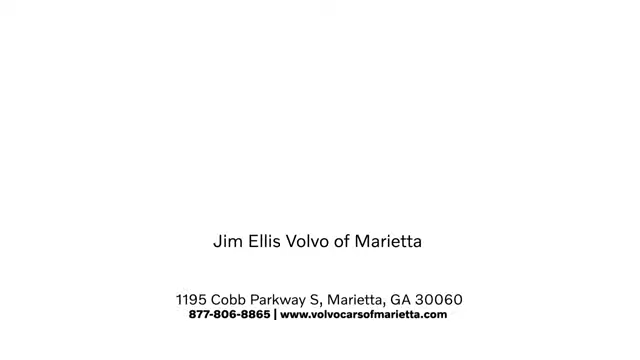 Jim Ellis Volvo of Marietta
1195 Cobb Parkway S, Marietta, GA 30060
877-806-8865 | www.volvocarsofmarietta.com